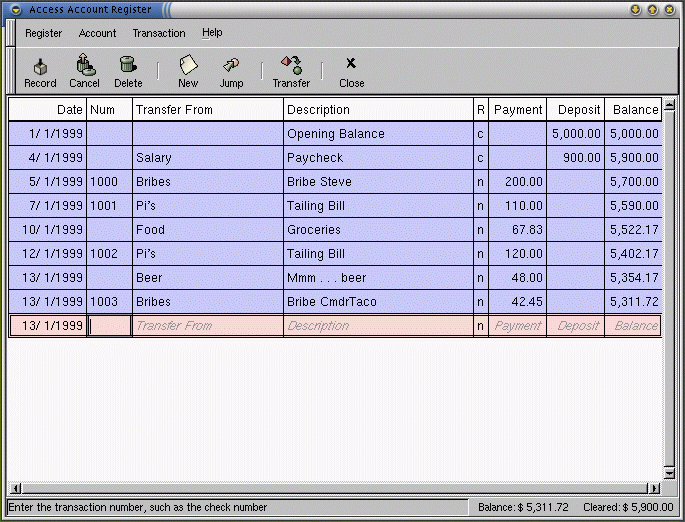 Access Account Register
Register Account Transaction Help
Record Cancel Delete New Jump Transfer Close
Date Num Transfer From Description R Payment Deposit Balance
1/ 1/1999 Opening Balance c 5,000.00 5,000.00
4/ 1/1999 Salary Paycheck c 900.00 5,900.00
5/ 1/1999 1000 Bribes Bribe Steve n 200.00 5,700.00
7/ 1/1999 1001 Pi's Tailing Bill n 110.00 5,590.00
10/ 1/1999 Food Groceries n 67.83 5,522.17
12/ 1/1999 1002 Pi's Tailing Bill n 120.00 5,402.17
13/ 1/1999 Beer Mmm . . . beer n 48.00 5,354.17
13/ 1/1999 1003 Bribes Bribe CmdrTaco n 42.45 5,311.72
13/ 1/1999 Transfer From Description n Payment Deposit Balance
Enter the transaction number, such as the check number Balance: $ 5,311.72 Cleared: $ 5,900.00